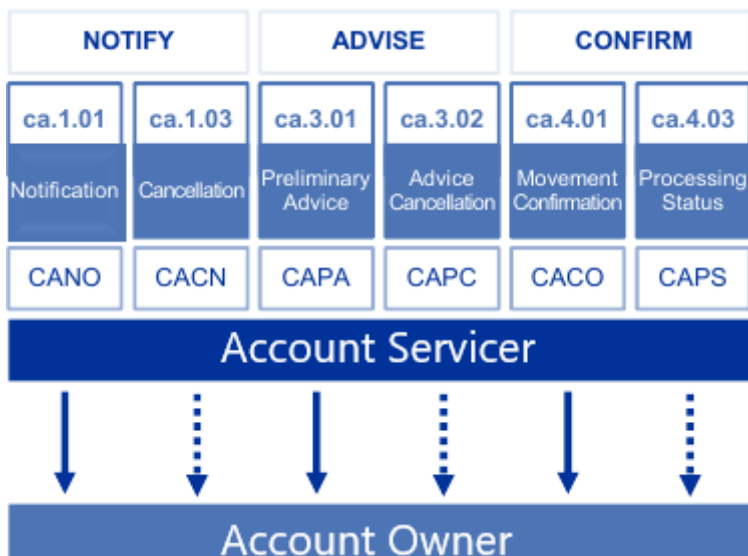 NOTIFY ADVISE CONFIRM
ca.1.01 ca.1.03 ca.3.01 ca.3.02 ca.4.01 ca.4.03
Notification Cancellation Preliminary Advice Advice Cancellation Movement Confirmation Processing Status
CANO CACN CAPA CAPC CACO CAPS
Account Servicer
Account Owner